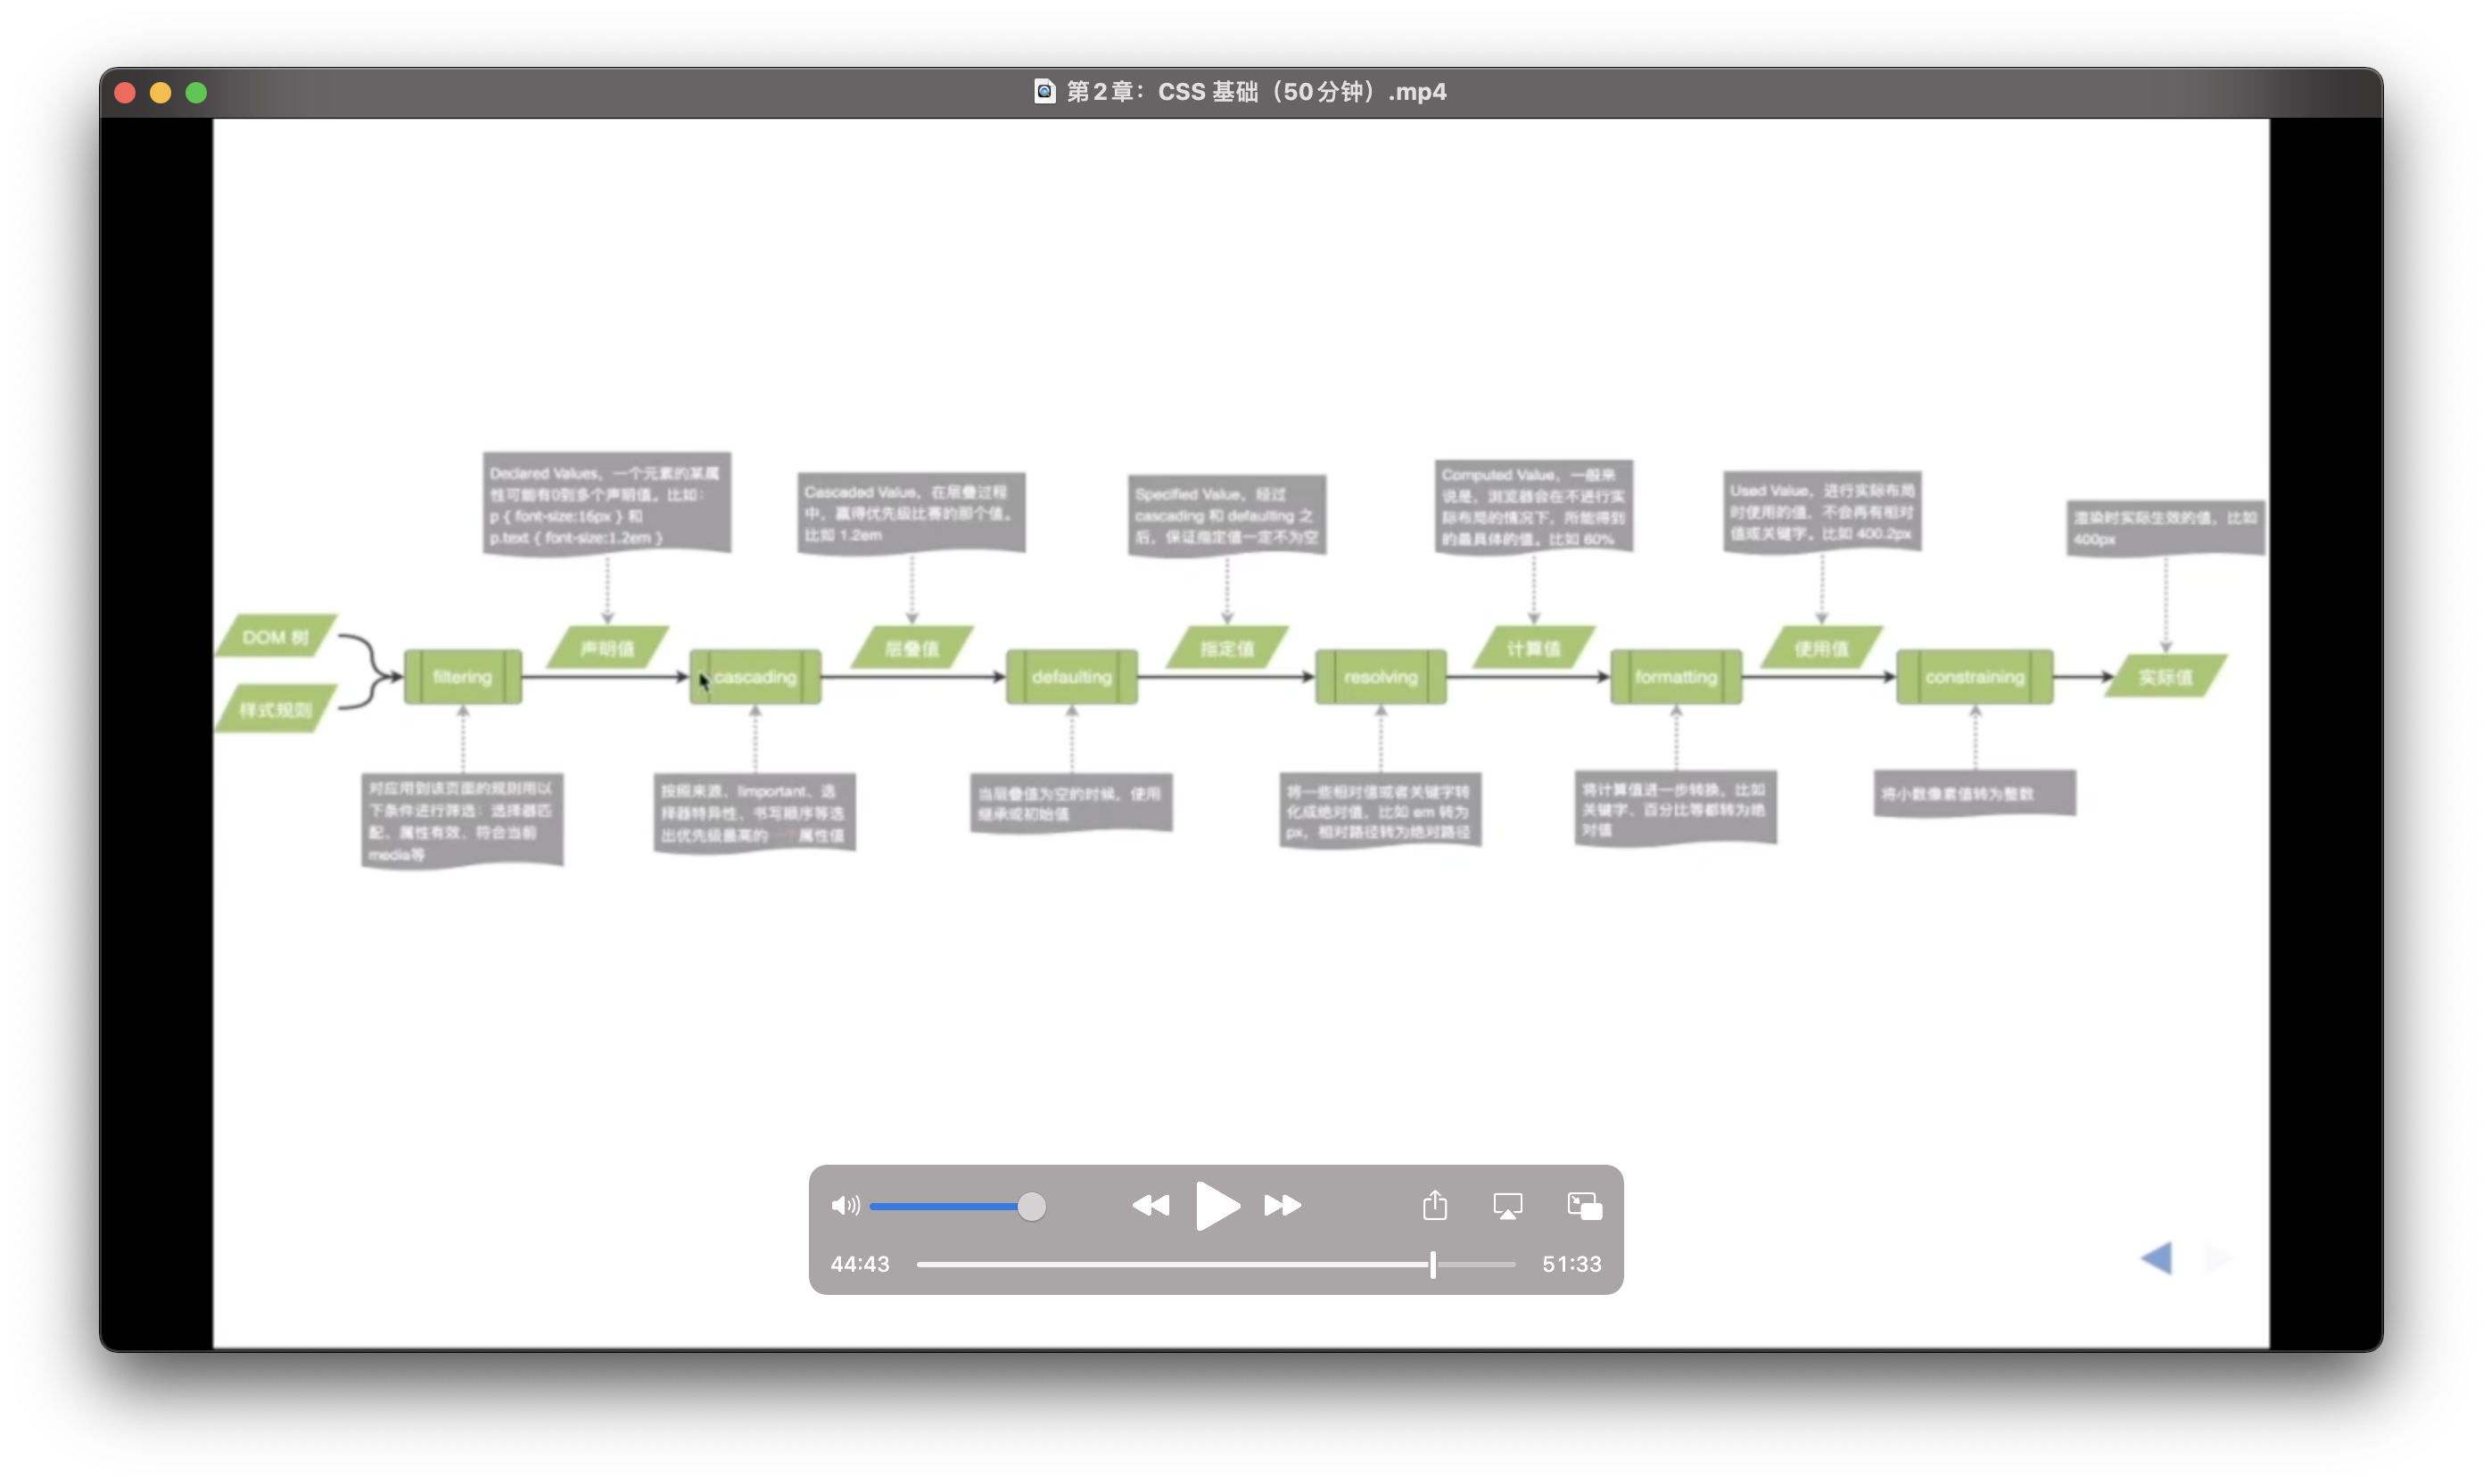 第2章：CSS 基础（50分钟）.mp4
Declared Values，一个元素的某属
性可能有0到多个声明值。比如：
p { font-size:16px } 和
p.text { font-size:1.2em }
Cascaded Value，在层叠过程
中，赢得优先级比赛的那个值。
比如 1.2em
Specified Value，经过
cascading 和 defaulting 之
后，保证指定值一定不为空
Computed Value，一般来
说是，浏览器会在不进行实
际布局的情况下，所能得到
的最具体的值。比如 60%
Used Value，进行实际布局
时使用的值，不会再有相对
值或关键字。比如 400.2px
渲染时实际生效的值，比如
400px
DOM 树
样式规则
filtering
声明值
cascading
层叠值
defaulting
指定值
resolving
计算值
formatting
使用值
constraining
实际值
对应用到该页面的规则用以
下条件进行筛选：选择器匹
配、属性有效、符合当前
media等
按照来源、!important、选
择器特异性、书写顺序等选
出优先级最高的一个属性值
当层叠值为空的时候，使用
继承或初始值
将一些相对值或者关键字转
化成绝对值，比如 em 转为
px，相对路径转为绝对路径
将计算值进一步转换，比如
关键字、百分比等都转为绝
对值
将小数像素值转为整数
44:43
51:33